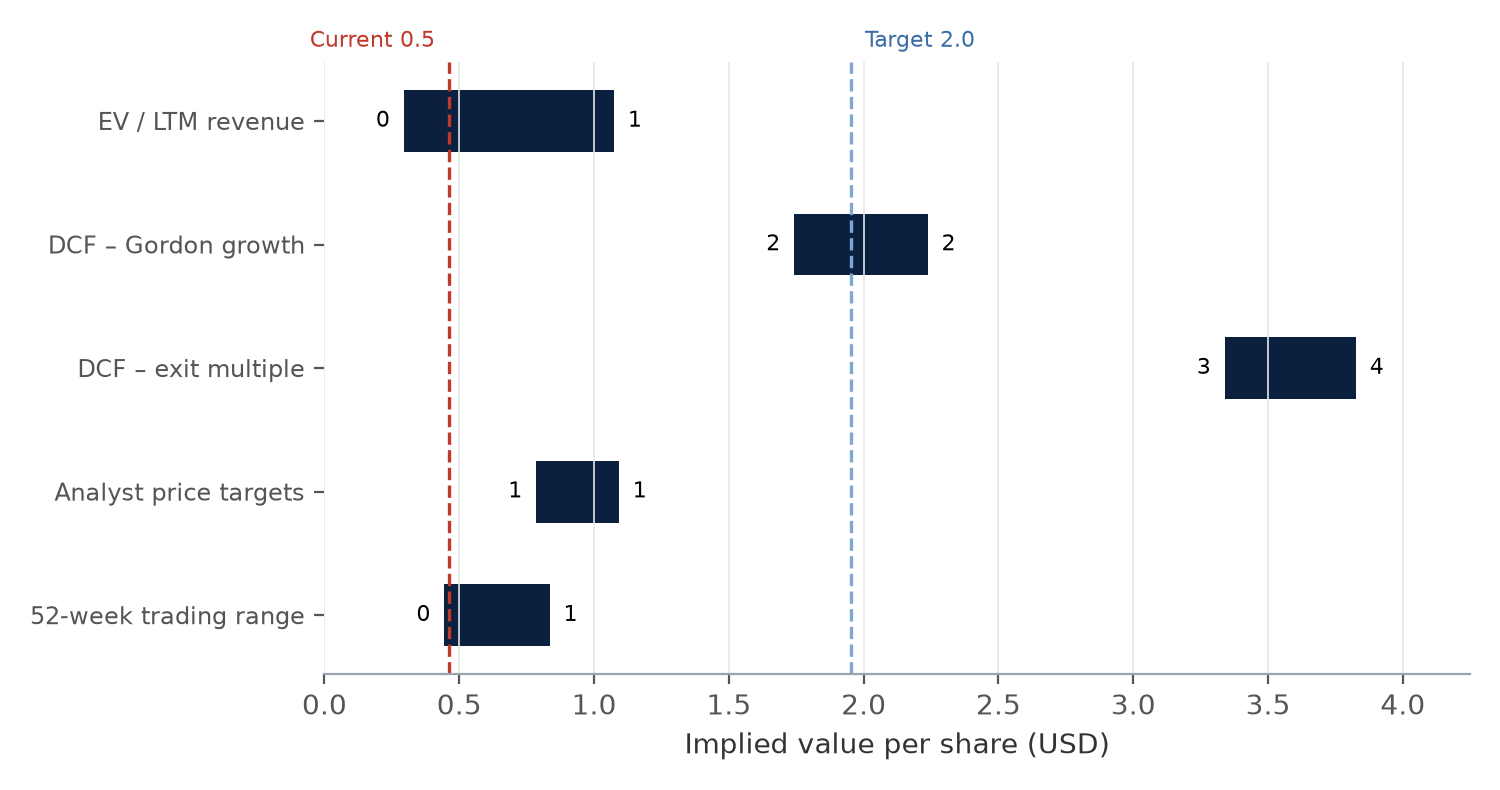 Current 0.5 Target 2.0
EV / LTM revenue 0 1
DCF – Gordon growth 2 2
DCF – exit multiple 3 4
Analyst price targets 1 1
52-week trading range 0 1
0.0 0.5 1.0 1.5 2.0 2.5 3.0 3.5 4.0
Implied value per share (USD)